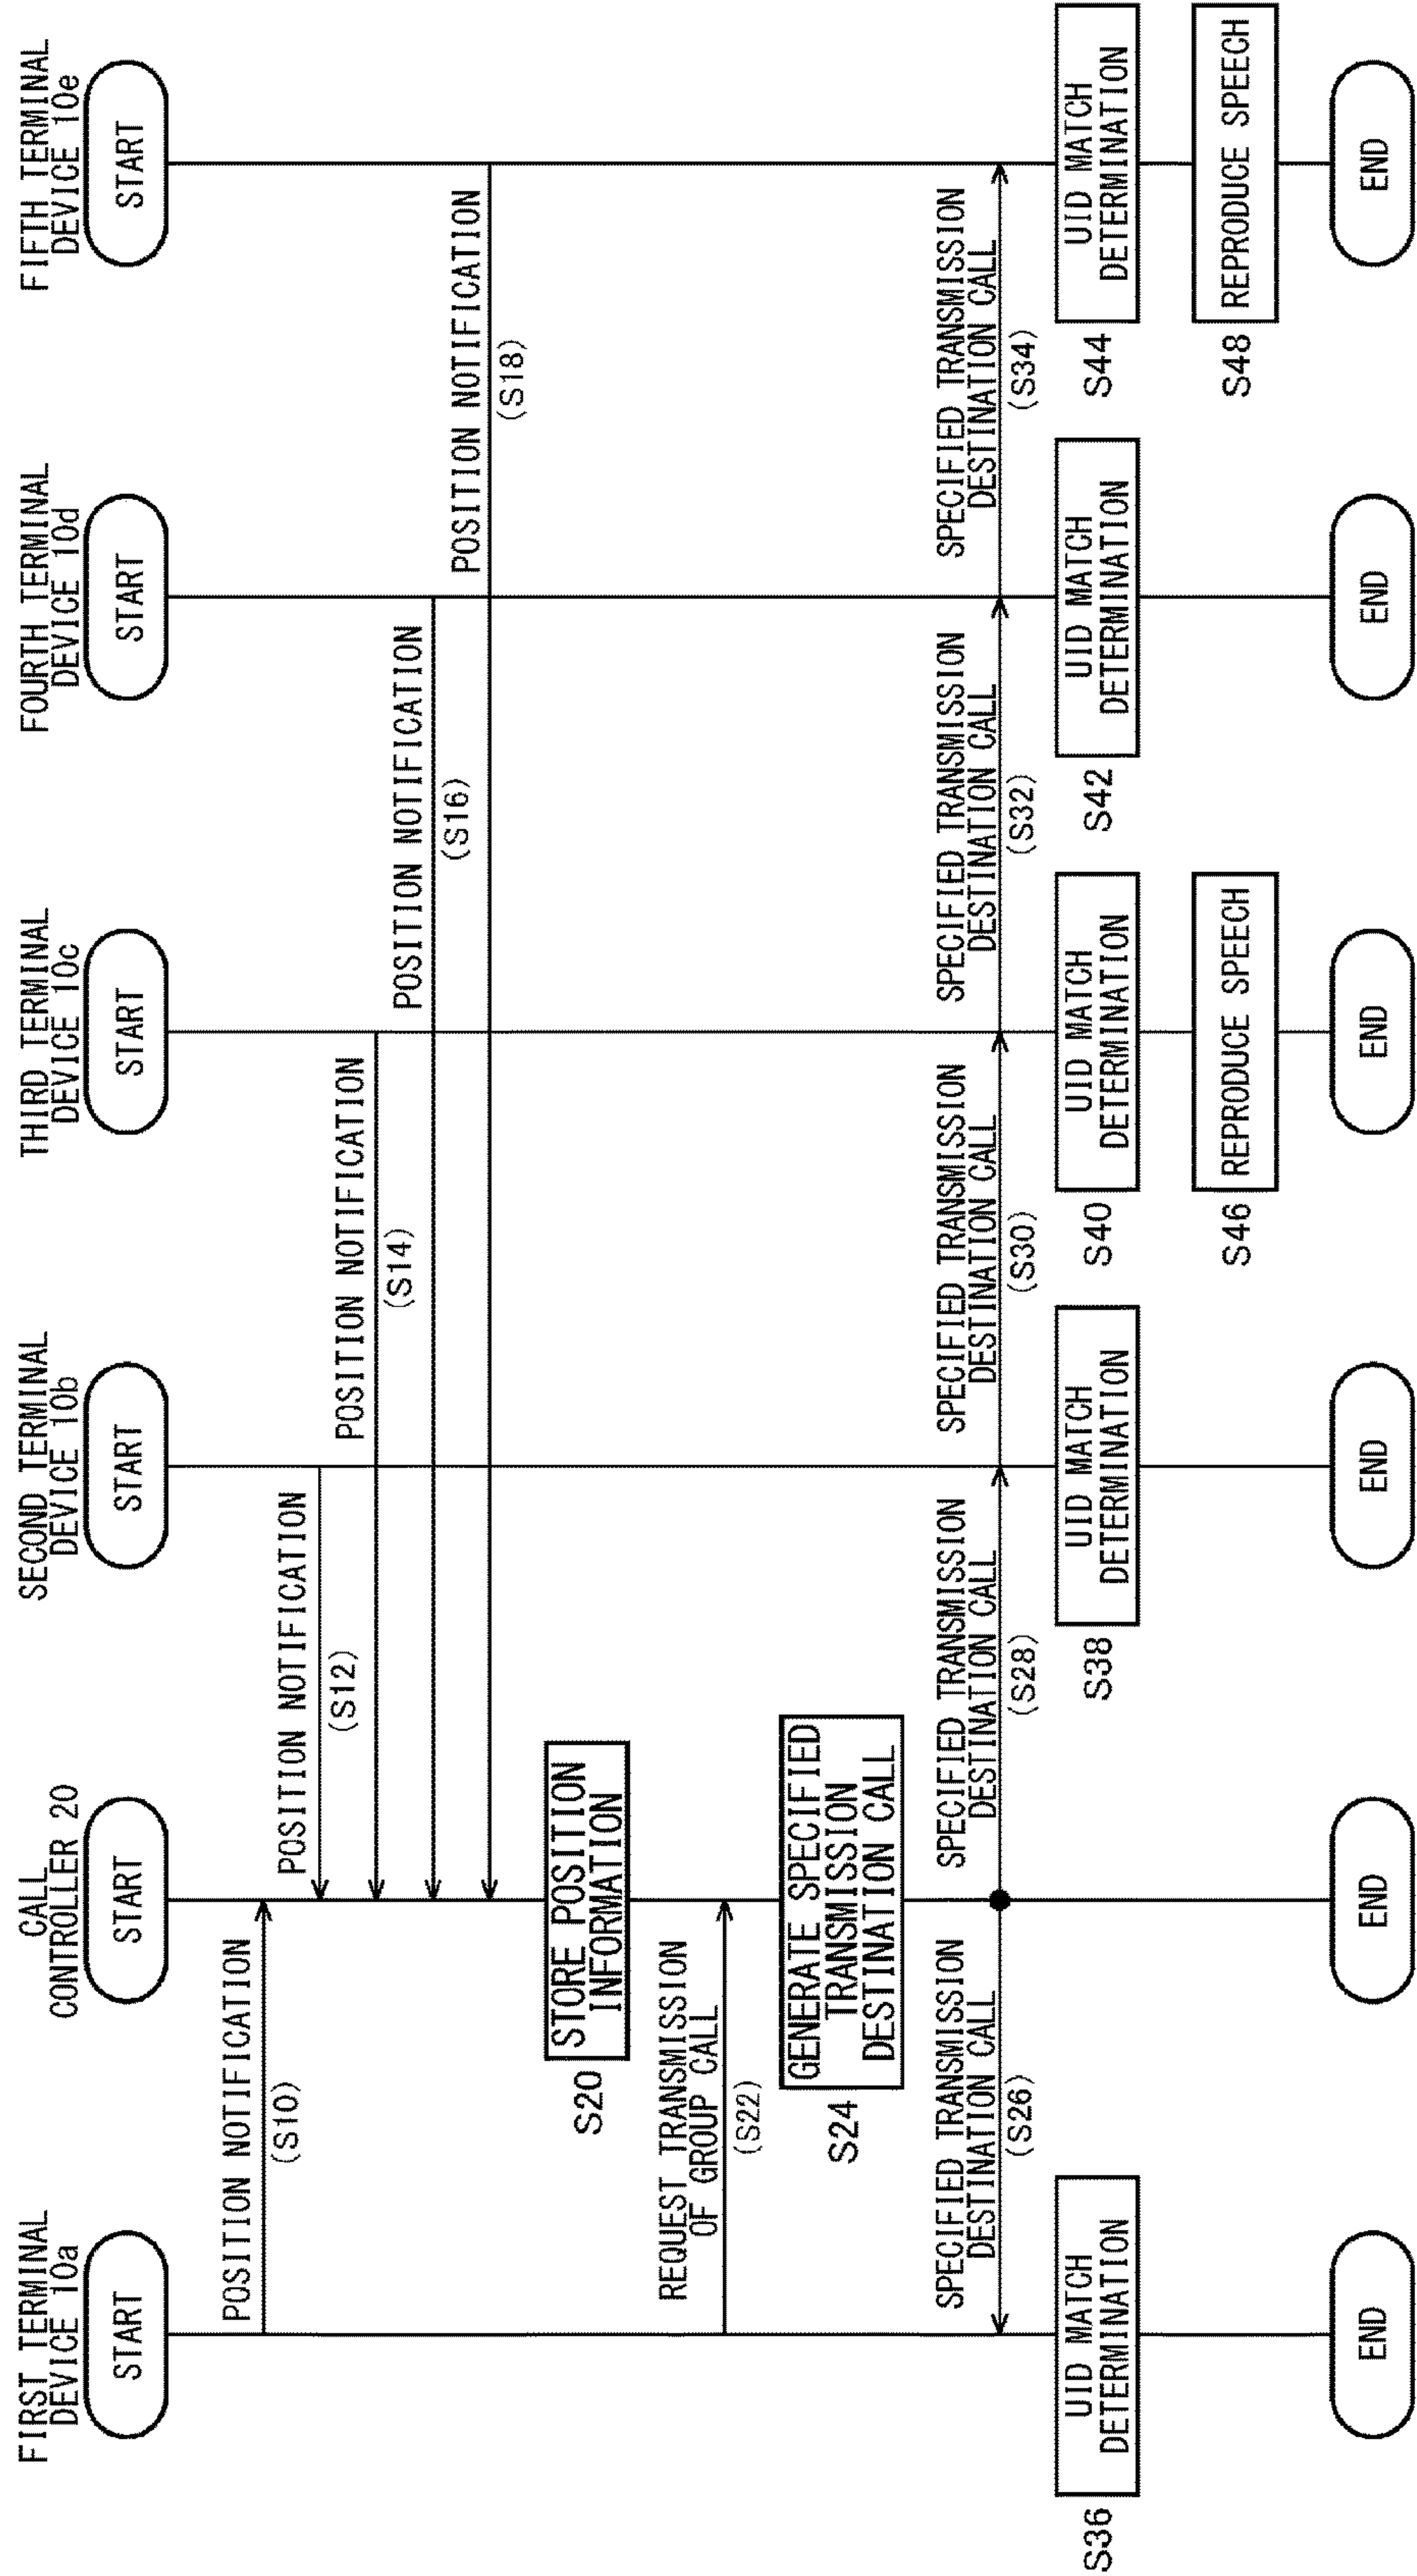 FIRST TERMINAL
DEVICE 10a
CALL
CONTROLLER 20
SECOND TERMINAL
DEVICE 10b
THIRD TERMINAL
DEVICE 10c
FOURTH TERMINAL
DEVICE 10d
FIFTH TERMINAL
DEVICE 10e
START
START
START
START
START
START
POSITION NOTIFICATION
(S10)
POSITION NOTIFICATION
(S12)
POSITION NOTIFICATION
(S14)
POSITION NOTIFICATION
(S16)
POSITION NOTIFICATION
(S18)
S20
STORE POSITION
INFORMATION
REQUEST TRANSMISSION
OF GROUP CALL
(S22)
S24
GENERATE SPECIFIED
TRANSMISSION
DESTINATION CALL
SPECIFIED TRANSMISSION
DESTINATION CALL
(S26)
SPECIFIED TRANSMISSION
DESTINATION CALL
(S28)
SPECIFIED TRANSMISSION
DESTINATION CALL
(S30)
SPECIFIED TRANSMISSION
DESTINATION CALL
(S32)
SPECIFIED TRANSMISSION
DESTINATION CALL
(S34)
S36
UID MATCH
DETERMINATION
S38
UID MATCH
DETERMINATION
S40
UID MATCH
DETERMINATION
S42
UID MATCH
DETERMINATION
S44
UID MATCH
DETERMINATION
S46
REPRODUCE SPEECH
S48
REPRODUCE SPEECH
END
END
END
END
END
END